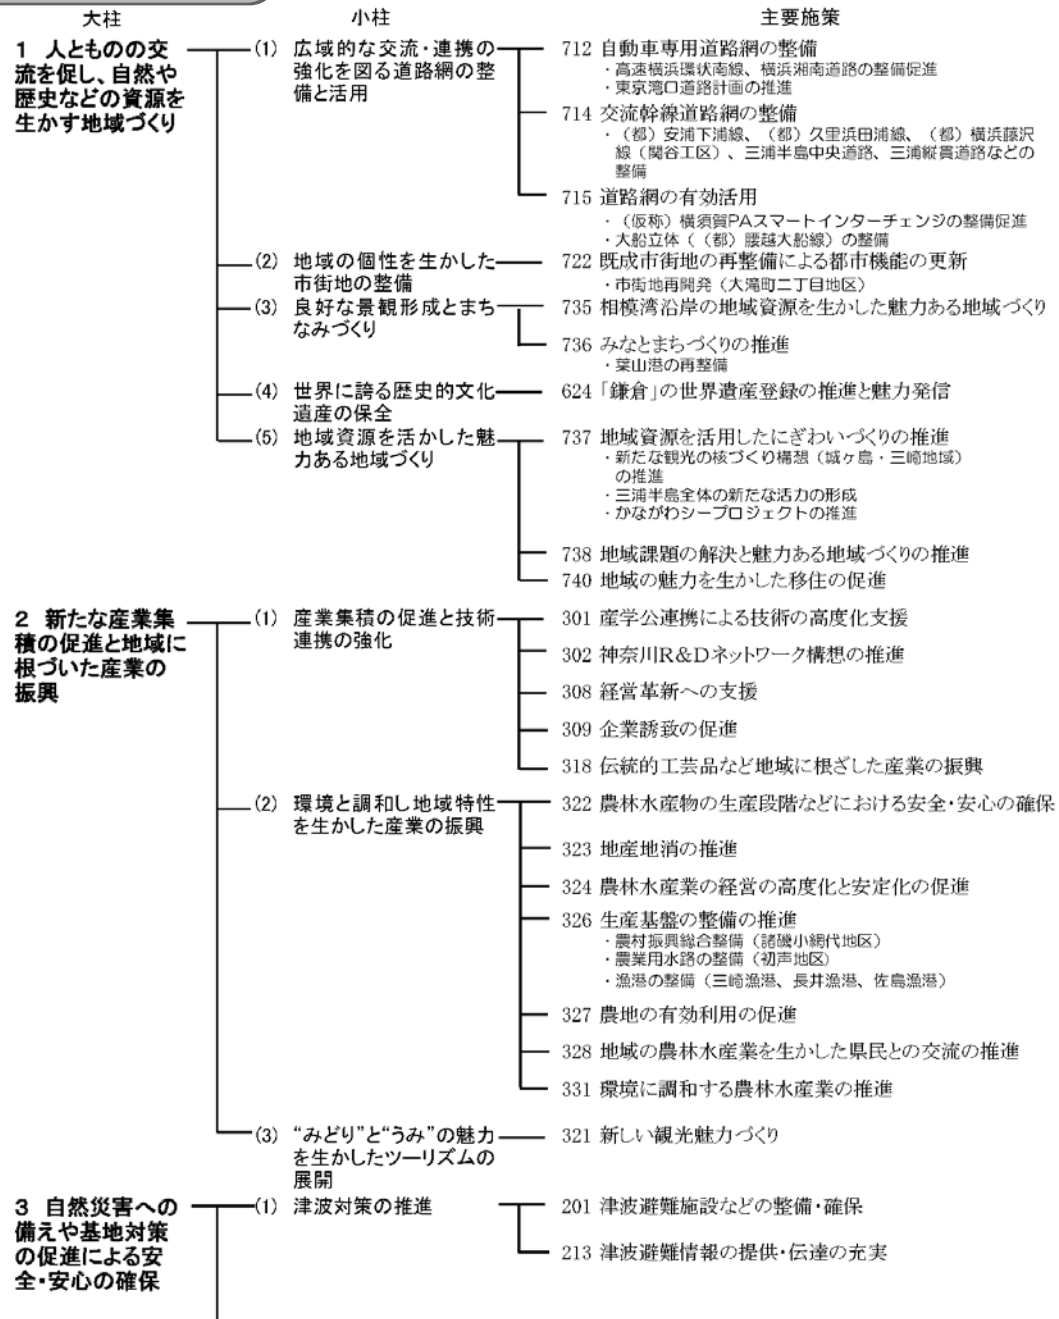 大柱 小柱 主要施策
1 人とものの交
流を促し、自然や
歴史などの資源を
生かす地域づくり
(1) 広域的な交流・連携の
強化を図る道路網の整
備と活用
712 自動車専用道路網の整備
・高速横浜環状南線、横浜湘南道路の整備促進
・東京湾口道路計画の推進
714 交流幹線道路網の整備
・（都）安浦下浦線、（都）久里浜田浦線、（都）横浜藤沢
線（関谷工区）、三浦半島中央道路、三浦縦貫道路などの
整備
715 道路網の有効活用
・（仮称）横須賀PAスマートインターチェンジの整備促進
・大船立体（（都）腰越大船線）の整備
(2) 地域の個性を生かした
市街地の整備
722 既成市街地の再整備による都市機能の更新
・市街地再開発（大滝町二丁目地区）
(3) 良好な景観形成とまち
なみづくり
735 相模湾沿岸の地域資源を生かした魅力ある地域づくり
736 みなとまちづくりの推進
・葉山港の再整備
(4) 世界に誇る歴史的文化
遺産の保全
624 「鎌倉」の世界遺産登録の推進と魅力発信
(5) 地域資源を活かした魅
力ある地域づくり
737 地域資源を活用したにぎわいづくりの推進
・新たな観光の核づくり構想（城ヶ島・三崎地域）
の推進
・三浦半島全体の新たな活力の形成
・かながわシープロジェクトの推進
738 地域課題の解決と魅力ある地域づくりの推進
740 地域の魅力を生かした移住の促進
2 新たな産業集
積の促進と地域に
根づいた産業の
振興
(1) 産業集積の促進と技術
連携の強化
301 産学公連携による技術の高度化支援
302 神奈川R&Dネットワーク構想の推進
308 経営革新への支援
309 企業誘致の促進
318 伝統的工芸品など地域に根ざした産業の振興
(2) 環境と調和し地域特性
を生かした産業の振興
322 農林水産物の生産段階などにおける安全・安心の確保
323 地産地消の推進
324 農林水産業の経営の高度化と安定化の促進
326 生産基盤の整備の推進
・農村振興総合整備（諸磯小網代地区）
・農業用水路の整備（初声地区）
・漁港の整備（三崎漁港、長井漁港、佐島漁港）
327 農地の有効利用の促進
328 地域の農林水産業を生かした県民との交流の推進
331 環境に調和する農林水産業の推進
(3) “みどり”と“うみ”の魅力
を生かしたツーリズムの
展開
321 新しい観光魅力づくり
3 自然災害への
備えや基地対策
の促進による安
全・安心の確保
(1) 津波対策の推進
201 津波避難施設などの整備・確保
213 津波避難情報の提供・伝達の充実